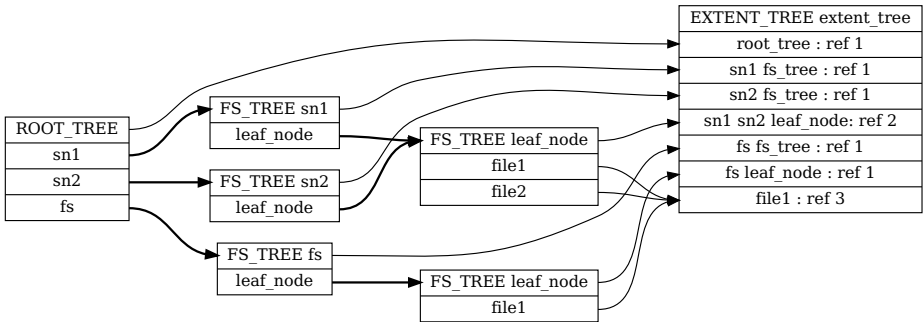 ROOT_TREE
sn1
sn2
fs
FS_TREE sn1
leaf_node
FS_TREE sn2
leaf_node
FS_TREE fs
leaf_node
FS_TREE leaf_node
file1
file2
FS_TREE leaf_node
file1
EXTENT_TREE extent_tree
root_tree : ref 1
sn1 fs_tree : ref 1
sn2 fs_tree : ref 1
sn1 sn2 leaf_node: ref 2
fs fs_tree : ref 1
fs leaf_node : ref 1
file1 : ref 3